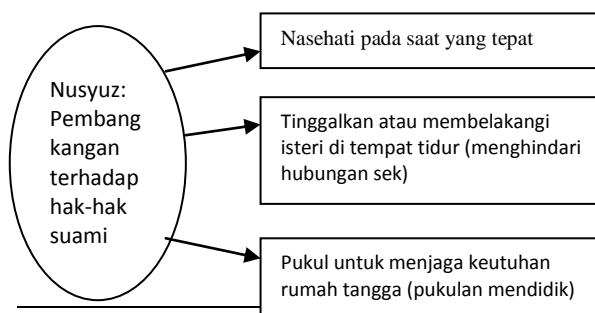 Nusyuz:
Pembang
kangan
terhadap
hak-hak
suami
Nasehati pada saat yang tepat
Tinggalkan atau membelakangi
isteri di tempat tidur (menghindari
hubungan sek)
Pukul untuk menjaga keutuhan
rumah tangga (pukulan mendidik)